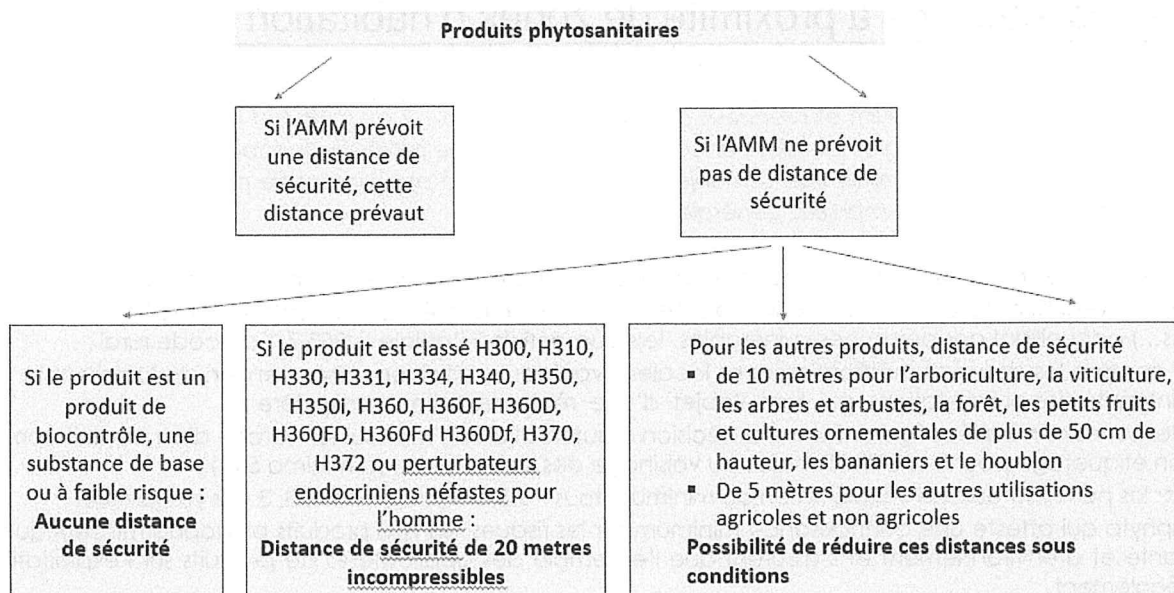 Produits phytosanitaires
Si l'AMM prévoit
une distance de
sécurité, cette
distance prévaut
Si l'AMM ne prévoit
pas de distance de
sécurité
Si le produit est un
produit de
biocontrôle, une
substance de base
ou à faible risque :
Aucune distance
de sécurité
Si le produit est classé H300, H310,
H330, H331, H334, H340, H350,
H350i, H360, H360F, H360D,
H360FD, H360Fd H360Df, H370,
H372 ou perturbateurs
endocriniens néfastes pour
l'homme :
Distance de sécurité de 20 metres
incompressibles
Pour les autres produits, distance de sécurité
▪ de 10 mètres pour l'arboriculture, la viticulture,
les arbres et arbustes, la forêt, les petits fruits
et cultures ornementales de plus de 50 cm de
hauteur, les bananiers et le houblon
▪ De 5 mètres pour les autres utilisations
agricoles et non agricoles
Possibilité de réduire ces distances sous
conditions